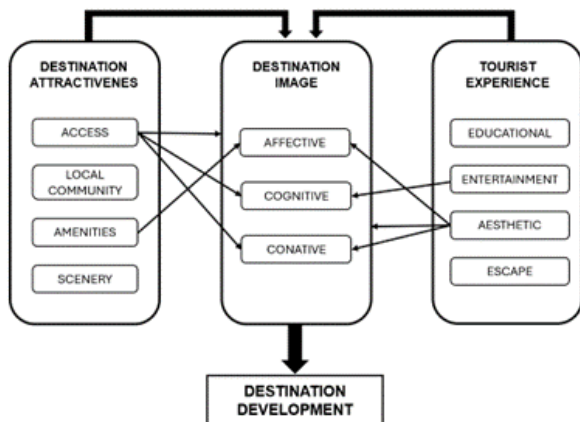 DESTINATION
ATTRACTIVENES
ACCESS
LOCAL
COMMUNITY
AMENITIES
SCENERY
DESTINATION
IMAGE
AFFECTIVE
COGNITIVE
CONATIVE
TOURIST
EXPERIENCE
EDUCATIONAL
ENTERTAINMENT
AESTHETIC
ESCAPE
DESTINATION
DEVELOPMENT